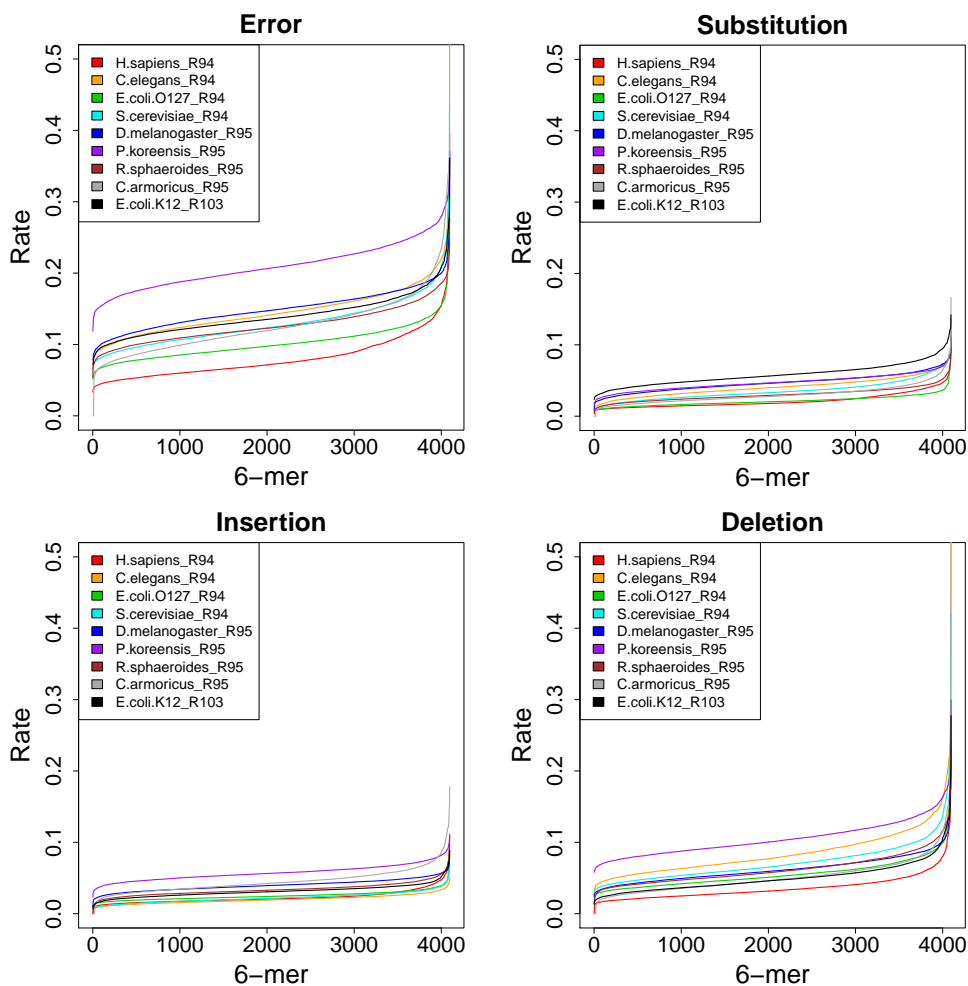 Error
Rate
0.0
0.1
0.2
0.3
0.4
0.5
H.sapiens_R94
C.elegans_R94
E.coli.O127_R94
S.cerevisiae_R94
D.melanogaster_R95
P.koreensis_R95
R.sphaeroides_R95
C.armoricus_R95
E.coli.K12_R103
0 1000 2000 3000 4000
6−mer
Substitution
Rate
0.0
0.1
0.2
0.3
0.4
0.5
H.sapiens_R94
C.elegans_R94
E.coli.O127_R94
S.cerevisiae_R94
D.melanogaster_R95
P.koreensis_R95
R.sphaeroides_R95
C.armoricus_R95
E.coli.K12_R103
0 1000 2000 3000 4000
6−mer
Insertion
Rate
0.0
0.1
0.2
0.3
0.4
0.5
H.sapiens_R94
C.elegans_R94
E.coli.O127_R94
S.cerevisiae_R94
D.melanogaster_R95
P.koreensis_R95
R.sphaeroides_R95
C.armoricus_R95
E.coli.K12_R103
0 1000 2000 3000 4000
6−mer
Deletion
Rate
0.0
0.1
0.2
0.3
0.4
0.5
H.sapiens_R94
C.elegans_R94
E.coli.O127_R94
S.cerevisiae_R94
D.melanogaster_R95
P.koreensis_R95
R.sphaeroides_R95
C.armoricus_R95
E.coli.K12_R103
0 1000 2000 3000 4000
6−mer